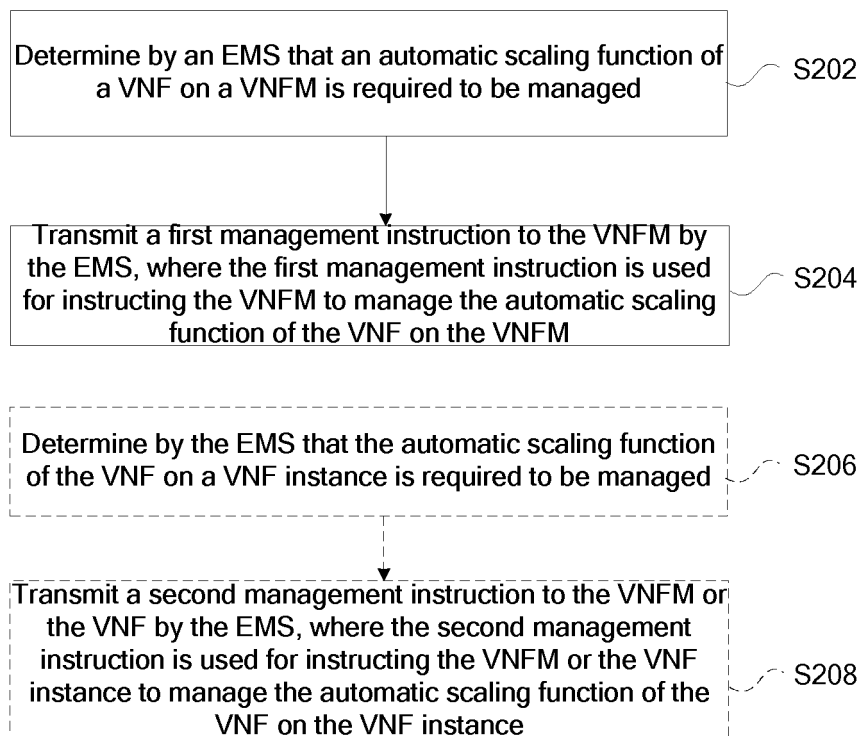 Determine by an EMS that an automatic scaling function of
a VNF on a VNFM is required to be managed
S202
Transmit a first management instruction to the VNFM by
the EMS, where the first management instruction is used
for instructing the VNFM to manage the automatic scaling
function of the VNF on the VNFM
S204
Determine by the EMS that the automatic scaling function
of the VNF on a VNF instance is required to be managed
S206
Transmit a second management instruction to the VNFM or
the VNF by the EMS, where the second management
instruction is used for instructing the VNFM or the VNF
instance to manage the automatic scaling function of the
VNF on the VNF instance
S208